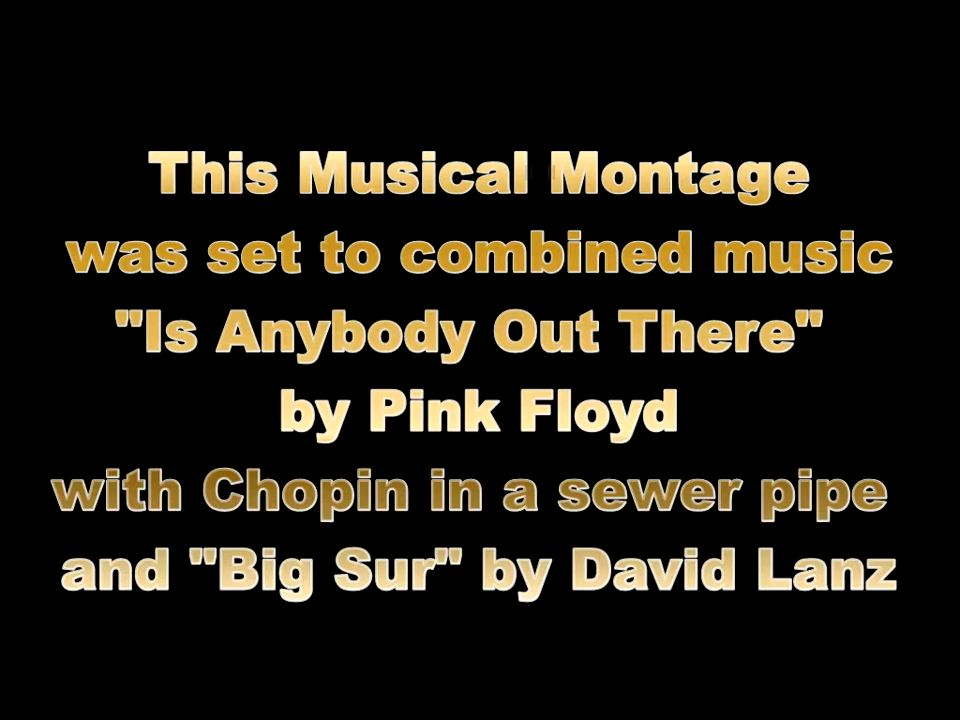 This Musical Montage
was set to combined music
"Is Anybody Out There"
by Pink Floyd
with Chopin in a sewer pipe
and "Big Sur" by David Lanz